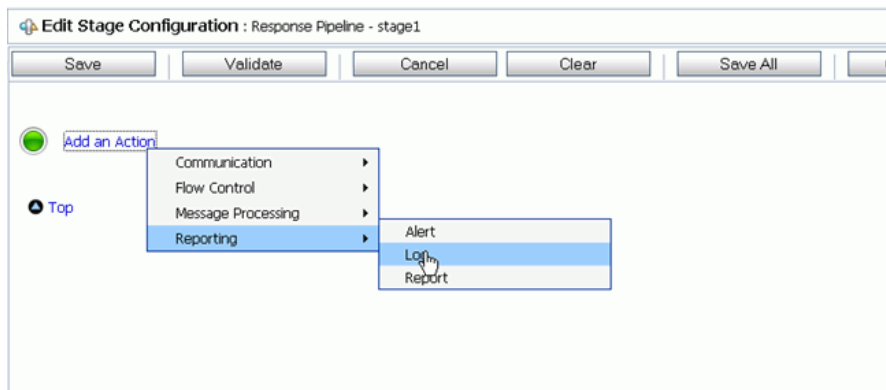 Edit Stage Configuration : Response Pipeline - stage1
Save Validate Cancel Clear Save All
Add an Action
Communication
Flow Control
Top
Message Processing
Reporting
Alert
Log
Report